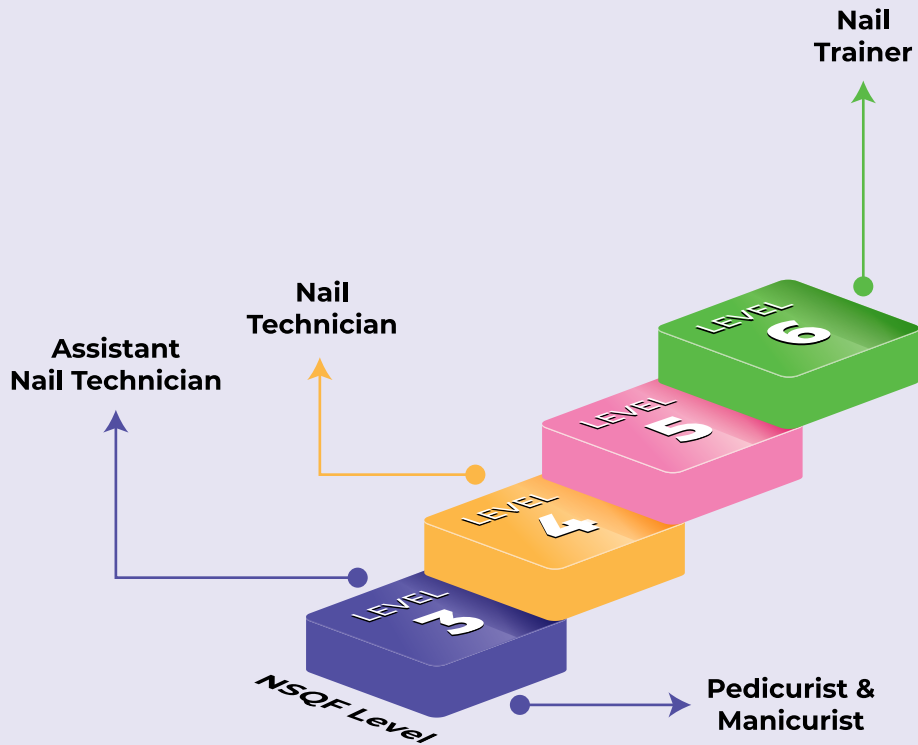 Nail
Trainer
Nail
Technician
Assistant
Nail Technician
LEVEL
6
LEVEL
5
LEVEL
4
LEVEL
3
NSQF Level
Pedicurist &
Manicurist